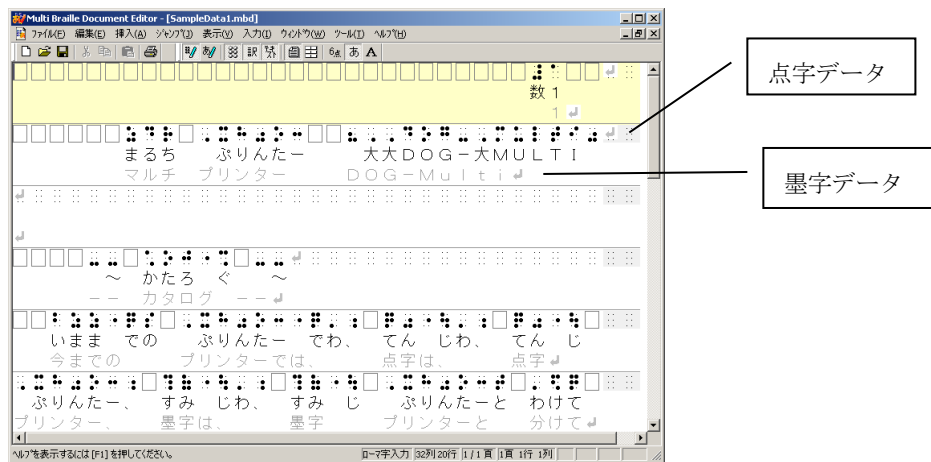 Multi Braille Document Editor - [SampleData1.mbd]
ファイル(F) 編集(E) 挿入(A) ジャンプ(J) 表示(V) 入力(I) ウィンドウ(W) ツール(T) ヘルプ(H)
訳 6点 あ A
数1
1
点字データ
まるち ぷりんたー 大大DOG-大MULTI
マルチ プリンター DOG-Multi
墨字データ
～ かたろ ぐ ～
-- カタログ --
いまま での ぷりんたー でわ、 てん じわ、 てん じ
今までの プリンターでは、 点字は、 点字
ぷりんたー、 すみ じわ、 すみ じ ぷりんたーと わけて
プリンター、 墨字は、 墨字 プリンターと 分けて
ヘルプを表示するには[F1]を押してください。 ローマ字入力 32列20行 1/1頁 1頁 1行 1列